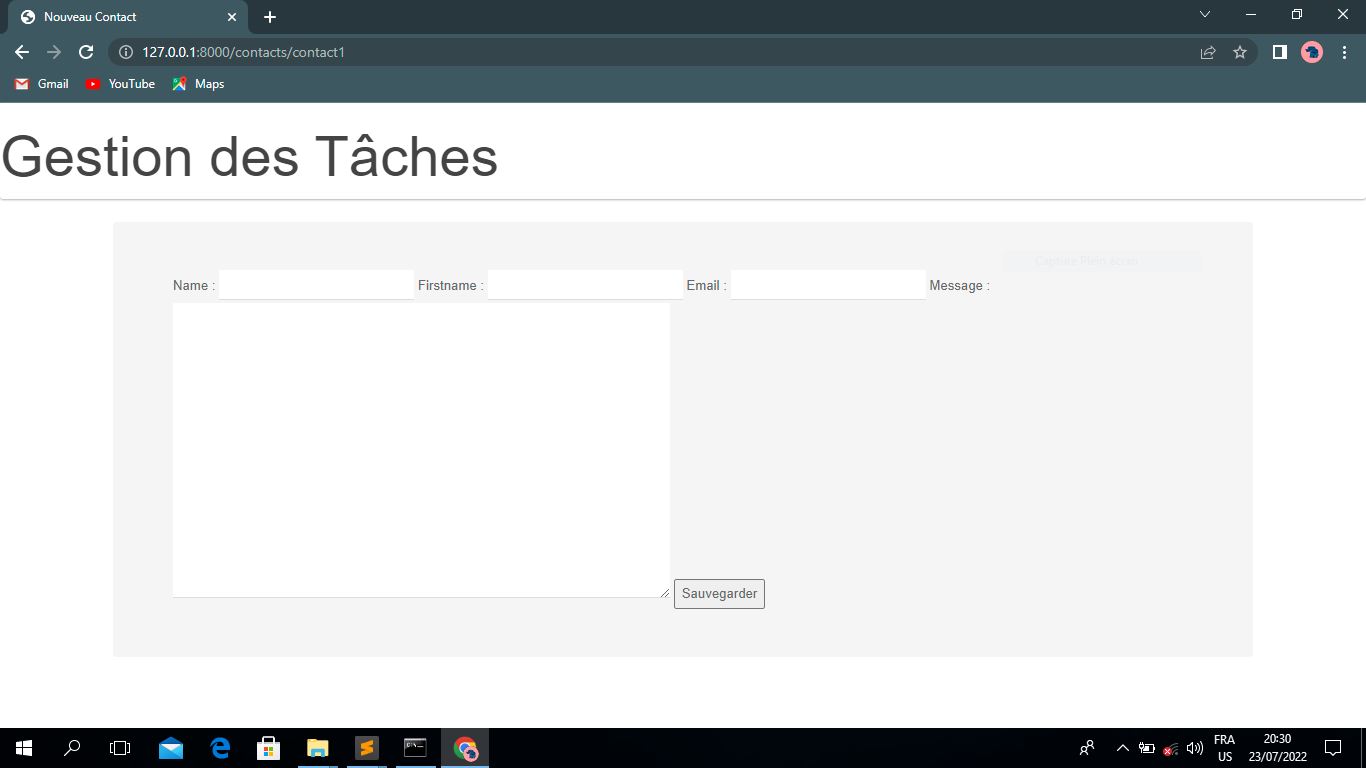 Nouveau Contact
127.0.0.1:8000/contacts/contact1
Gmail YouTube Maps
Gestion des Tâches
Capture Plein écran
Name : Firstname : Email : Message :
Sauvegarder
FRA 20:30
US 23/07/2022